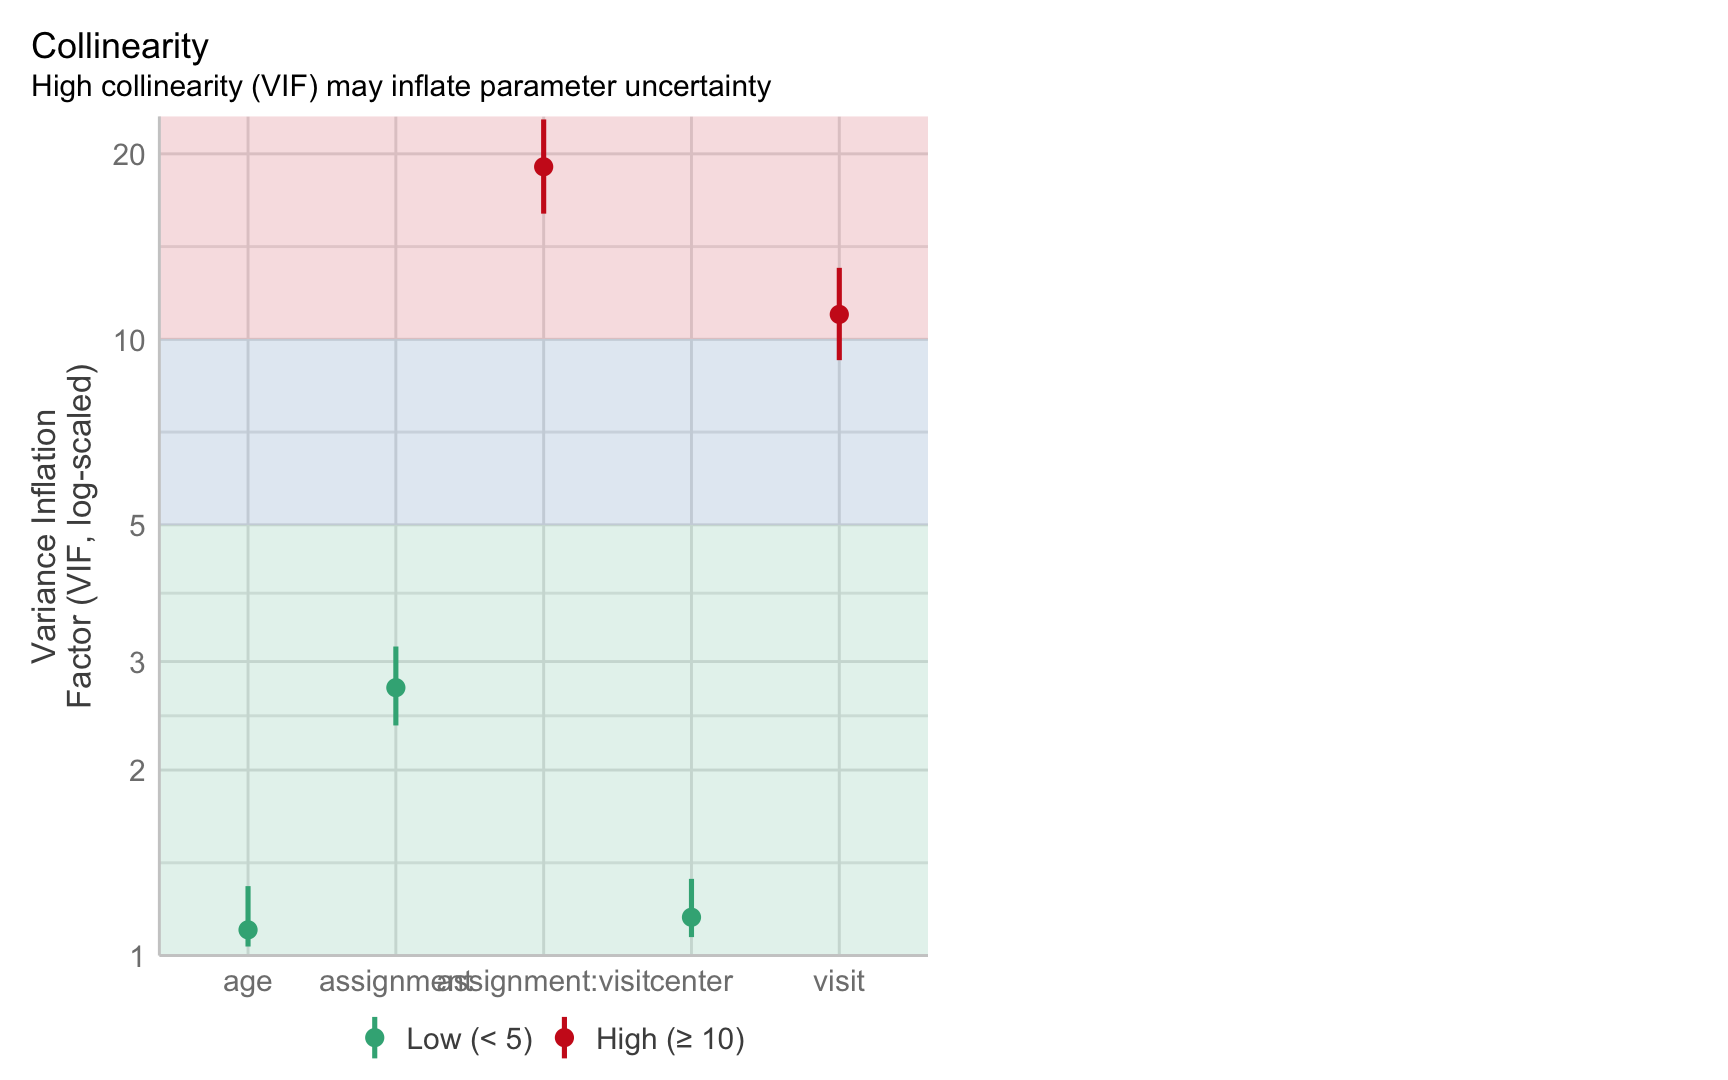 Collinearity
High collinearity (VIF) may inflate parameter uncertainty
Variance Inflation
Factor (VIF, log-scaled)
20
10
5
3
2
1
age assignment assignment:visit center visit
Low (< 5) High (≥ 10)